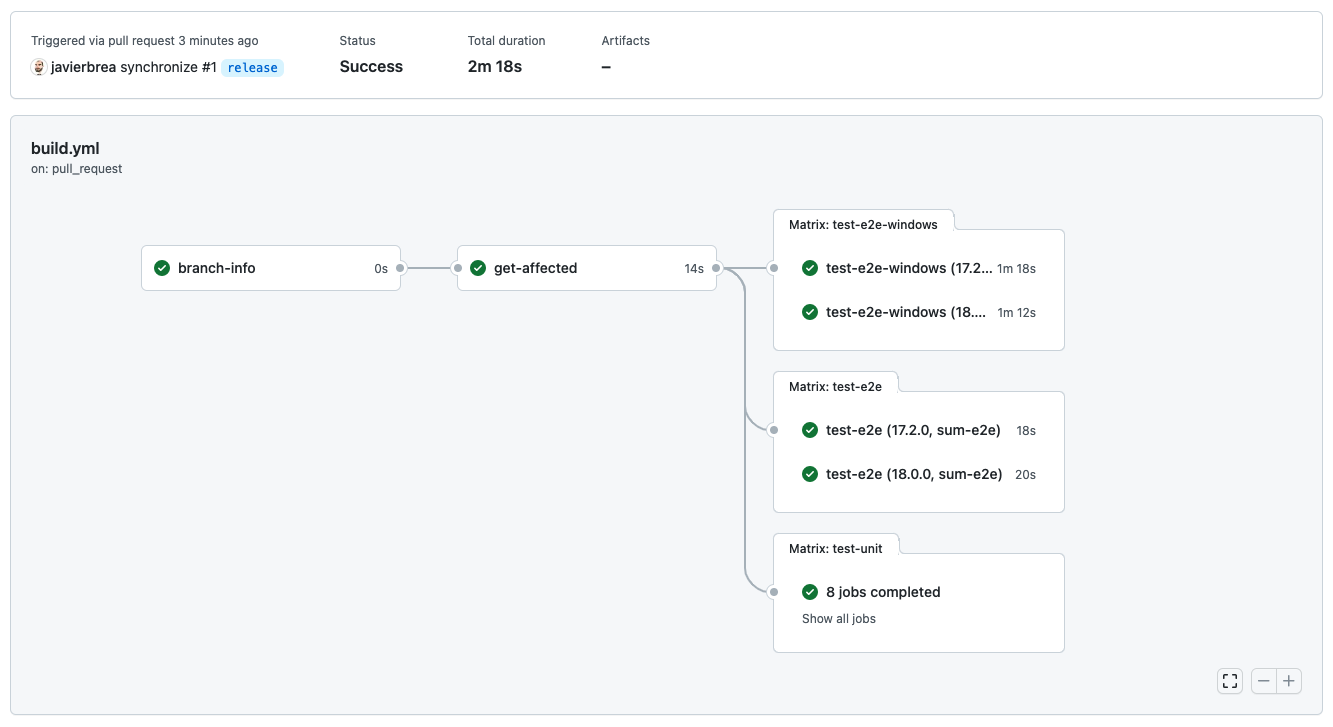 Triggered via pull request 3 minutes ago
javierbrea synchronize #1 release
Status
Success
Total duration
2m 18s
Artifacts
–
build.yml
on: pull_request
branch-info 0s
get-affected 14s
Matrix: test-e2e-windows
test-e2e-windows (17.2... 1m 18s
test-e2e-windows (18.... 1m 12s
Matrix: test-e2e
test-e2e (17.2.0, sum-e2e) 18s
test-e2e (18.0.0, sum-e2e) 20s
Matrix: test-unit
8 jobs completed
Show all jobs